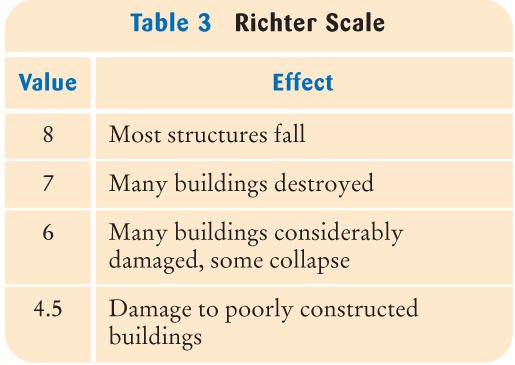 Table 3 Richter Scale
Value Effect
8 Most structures fall
7 Many buildings destroyed
6 Many buildings considerably
damaged, some collapse
4.5 Damage to poorly constructed
buildings